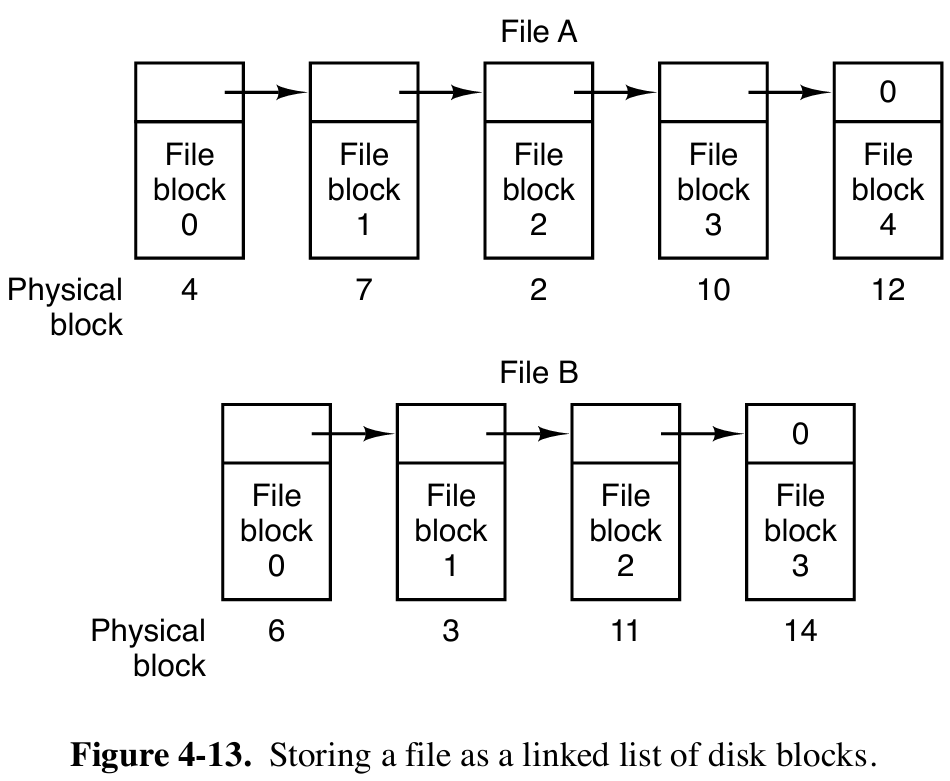 File A
0
File File File File File
block block block block block
0 1 2 3 4
Physical 4 7 2 10 12
block
File B
0
File File File File
block block block block
0 1 2 3
Physical 6 3 11 14
block
Figure 4-13. Storing a file as a linked list of disk blocks.